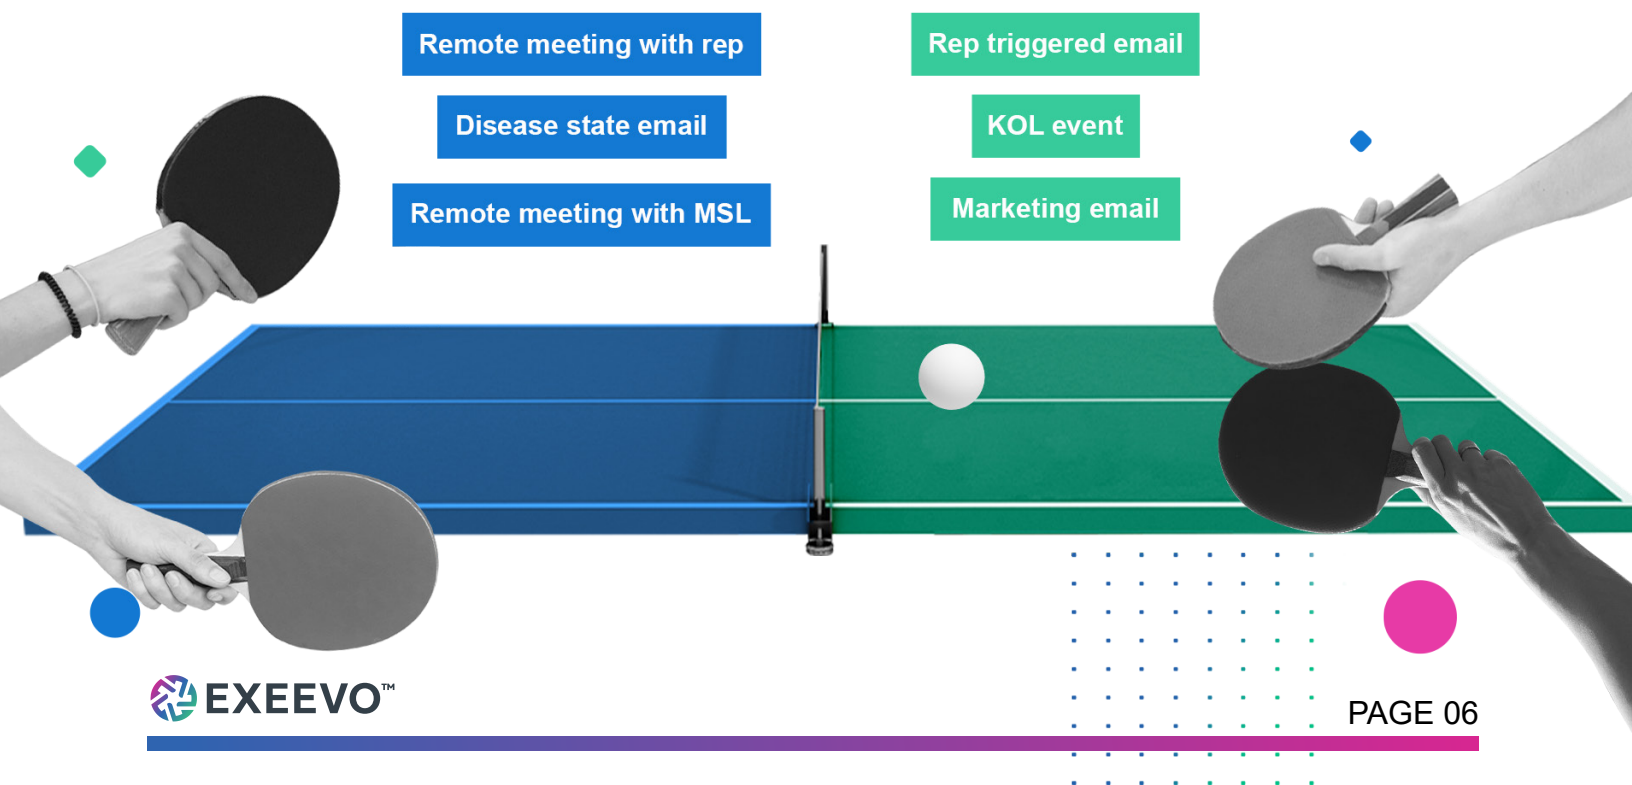 Remote meeting with rep
Disease state email
Remote meeting with MSL
Rep triggered email
KOL event
Marketing email
EXEEVO™
PAGE 06